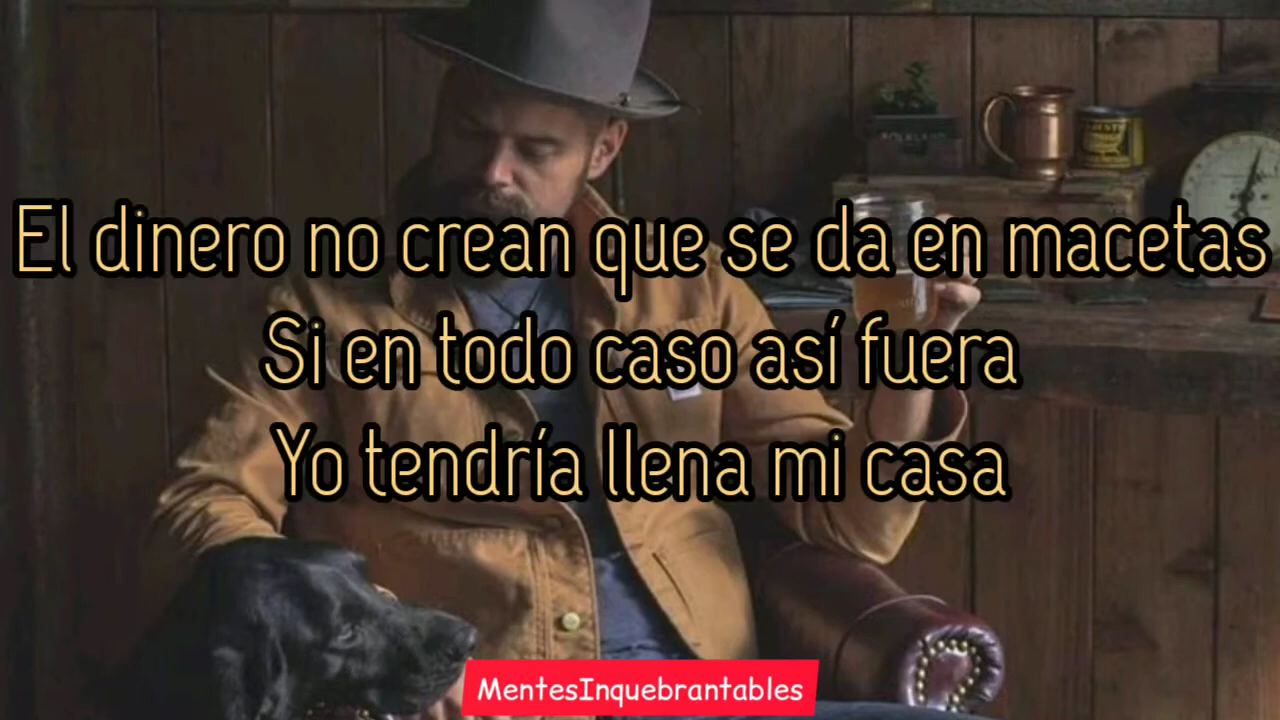 El dinero no crean que se da en macetas
Si en todo caso así fuera
Yo tendría llena mi casa
MentesInquebrantables